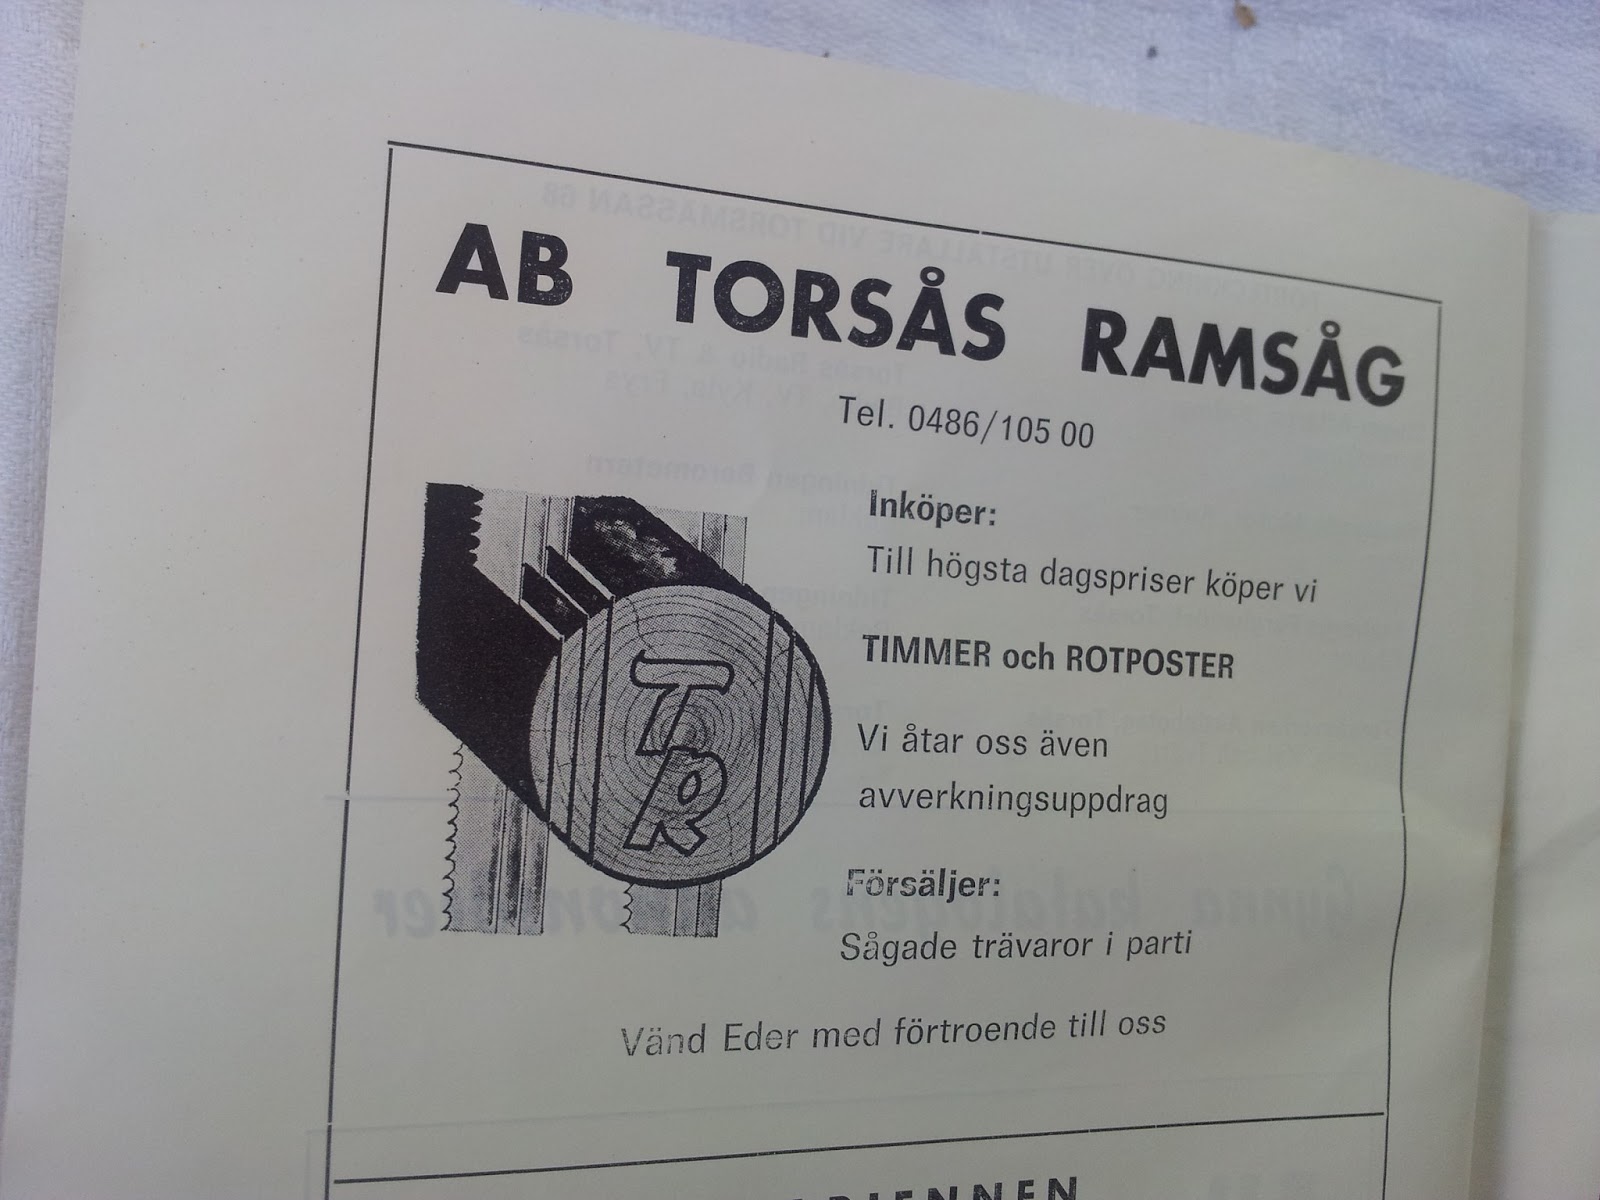 AB TORSÅS RAMSÅG
Tel. 0486/105 00
Inköper:
Till högsta dagspriser köper vi
TIMMER och ROTPOSTER
Vi åtar oss även
avverkningsuppdrag
Försäljer:
Sågade trävaror i parti
Vänd Eder med förtroende till oss
TR